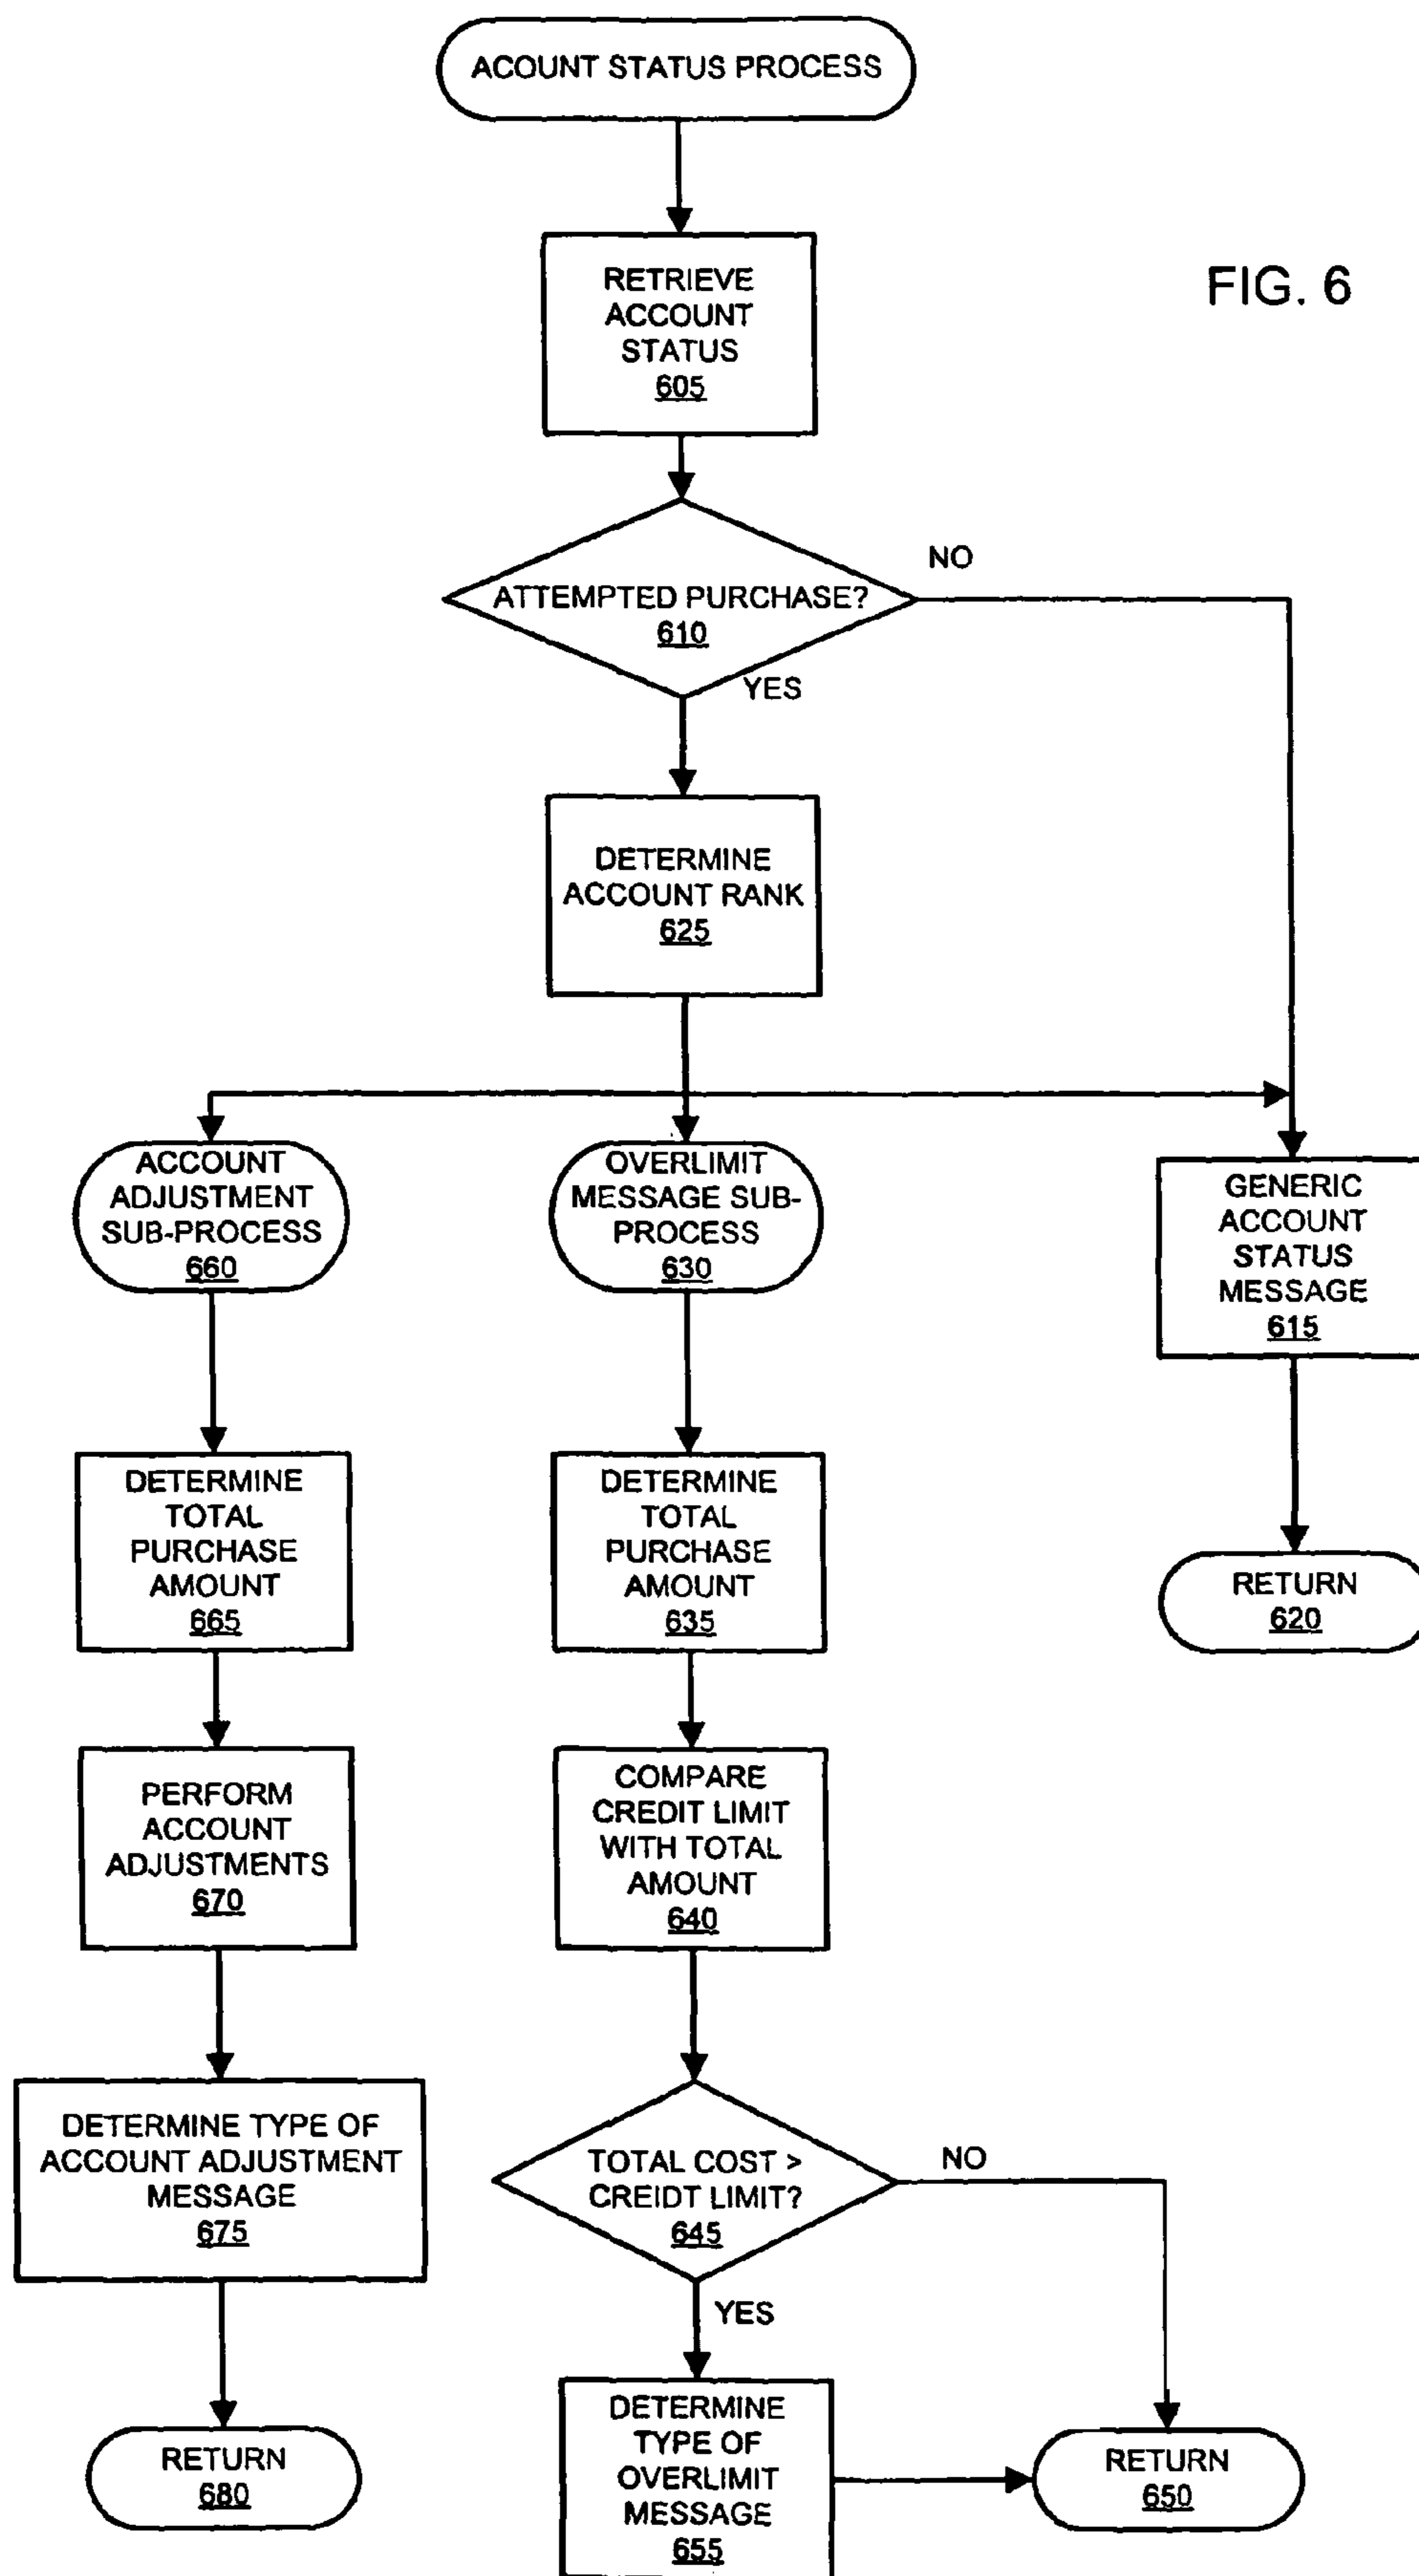 ACOUNT STATUS PROCESS
RETRIEVE
ACCOUNT
STATUS
605
FIG. 6
ATTEMPTED PURCHASE?
610
NO
YES
DETERMINE
ACCOUNT RANK
625
ACCOUNT
ADJUSTMENT
SUB-PROCESS
660
OVERLIMIT
MESSAGE SUB-
PROCESS
630
GENERIC
ACCOUNT
STATUS
MESSAGE
615
DETERMINE
TOTAL
PURCHASE
AMOUNT
665
DETERMINE
TOTAL
PURCHASE
AMOUNT
635
RETURN
620
PERFORM
ACCOUNT
ADJUSTMENTS
670
COMPARE
CREDIT LIMIT
WITH TOTAL
AMOUNT
640
DETERMINE TYPE OF
ACCOUNT ADJUSTMENT
MESSAGE
675
TOTAL COST >
CREIDT LIMIT?
645
NO
YES
RETURN
680
DETERMINE
TYPE OF
OVERLIMIT
MESSAGE
655
RETURN
650